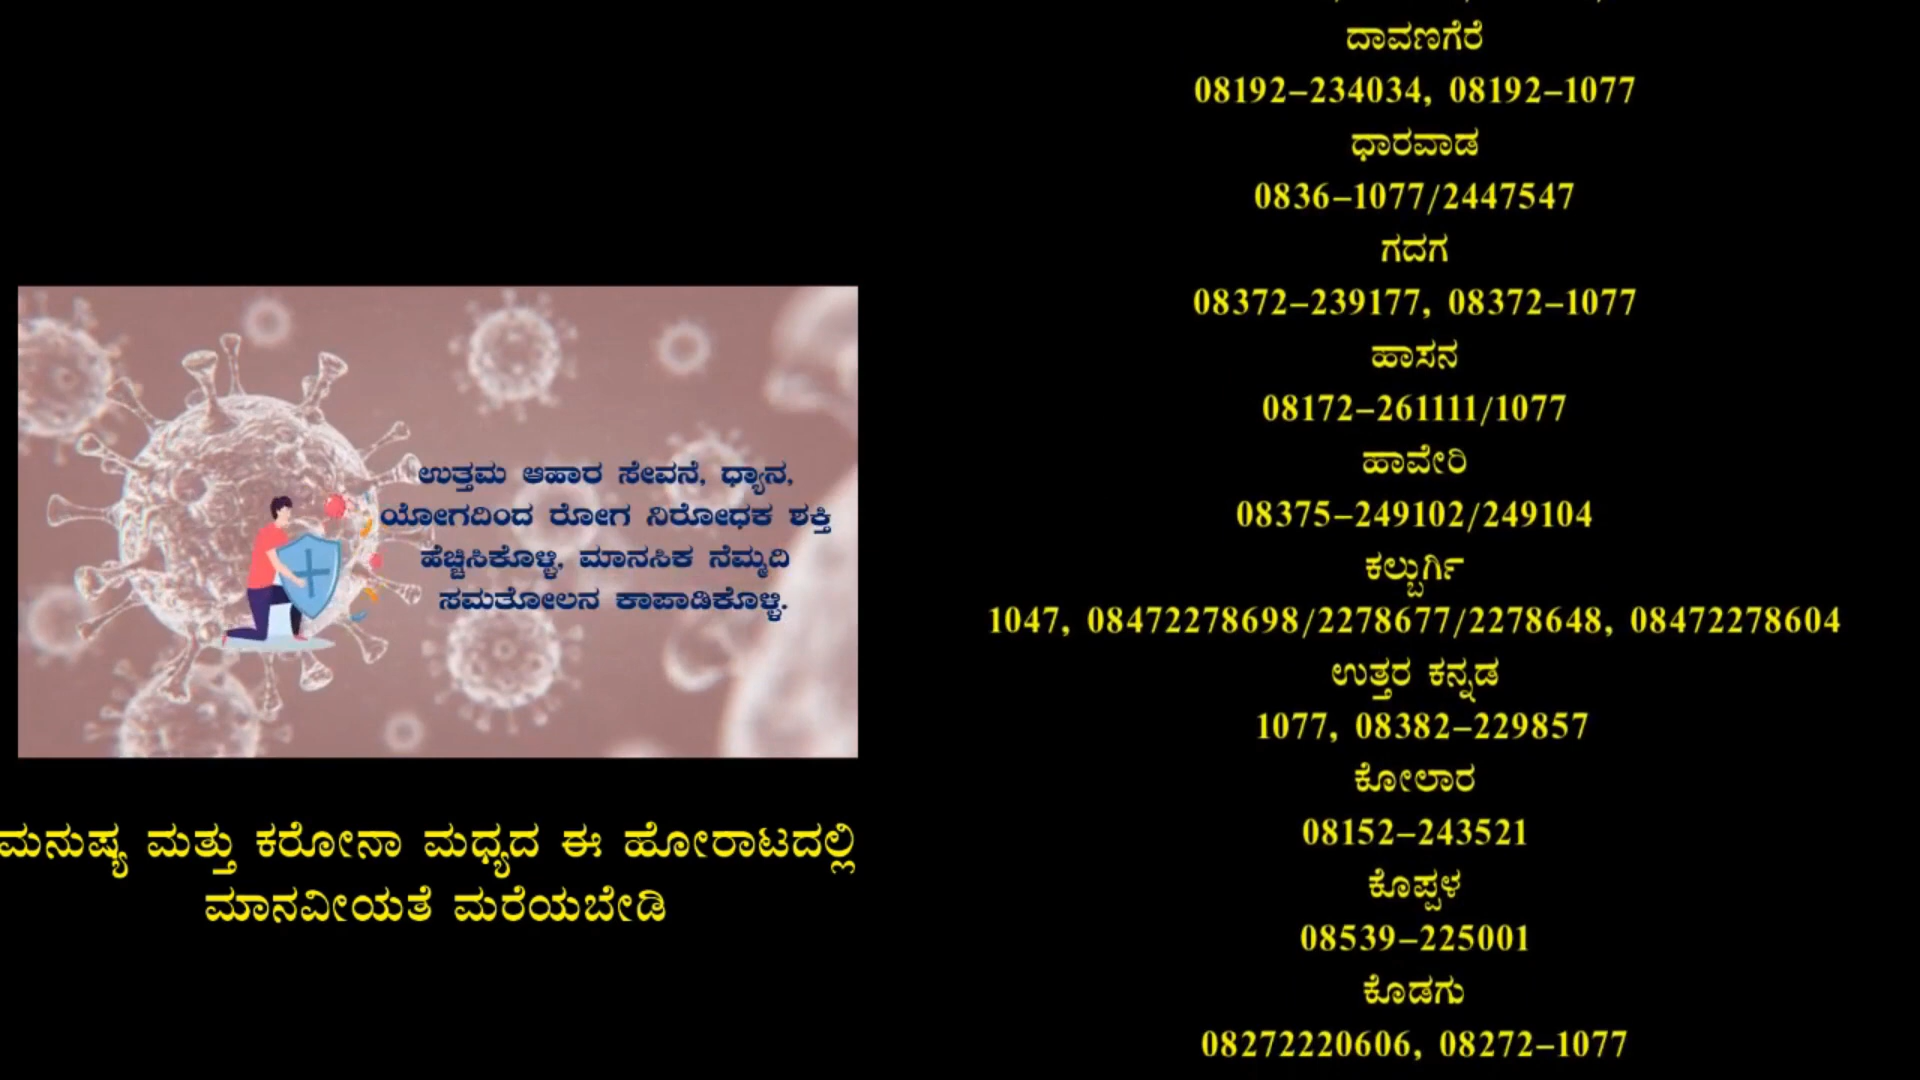 ಉತ್ತಮ ಆಹಾರ ಸೇವನೆ, ಧ್ಯಾನ,
ಯೋಗದಿಂದ ರೋಗ ನಿರೋಧಕ ಶಕ್ತಿ
ಹೆಚ್ಚಿಸಿಕೊಳ್ಳಿ, ಮಾನಸಿಕ ನೆಮ್ಮದಿ
ಸಮತೋಲನ ಕಾಪಾಡಿಕೊಳ್ಳಿ.
ಮನುಷ್ಯ ಮತ್ತು ಕರೋನಾ ಮಧ್ಯದ ಈ ಹೋರಾಟದಲ್ಲಿ
ಮಾನವೀಯತೆ ಮರೆಯಬೇಡಿ
ದಾವಣಗೆರೆ
08192-234034, 08192-1077
ಧಾರವಾಡ
0836-1077/2447547
ಗದಗ
08372-239177, 08372-1077
ಹಾಸನ
08172-261111/1077
ಹಾವೇರಿ
08375-249102/249104
ಕಲ್ಬುರ್ಗಿ
1047, 08472278698/2278677/2278648, 08472278604
ಉತ್ತರ ಕನ್ನಡ
1077, 08382-229857
ಕೋಲಾರ
08152-243521
ಕೊಪ್ಪಳ
08539-225001
ಕೊಡಗು
08272220606, 08272-1077